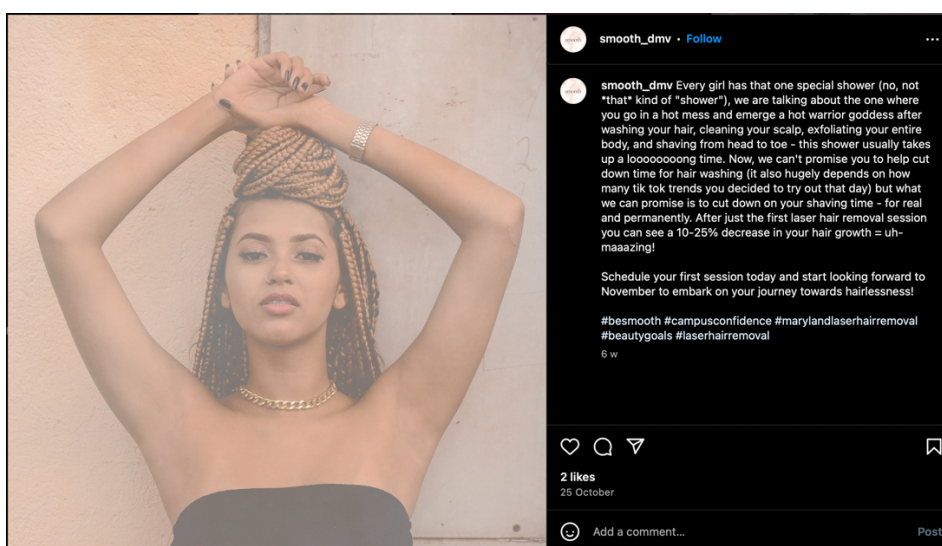 smooth_dmv • Follow
smooth_dmv Every girl has that one special shower (no, not
*that* kind of "shower"), we are talking about the one where
you go in a hot mess and emerge a hot warrior goddess after
washing your hair, cleaning your scalp, exfoliating your entire
body, and shaving from head to toe - this shower usually takes
up a looooooong time. Now, we can't promise you to help cut
down time for hair washing (it also hugely depends on how
many tik tok trends you decided to try out that day) but what
we can promise is to cut down on your shaving time - for real
and permanently. After just the first laser hair removal session
you can see a 10-25% decrease in your hair growth = uh-
maaazing!
Schedule your first session today and start looking forward to
November to embark on your journey towards hairlessness!
#besmooth #campusconfidence #marylandlaserhairremoval
#beautygoals #laserhairremoval
6 w
2 likes
25 October
Add a comment...
Post